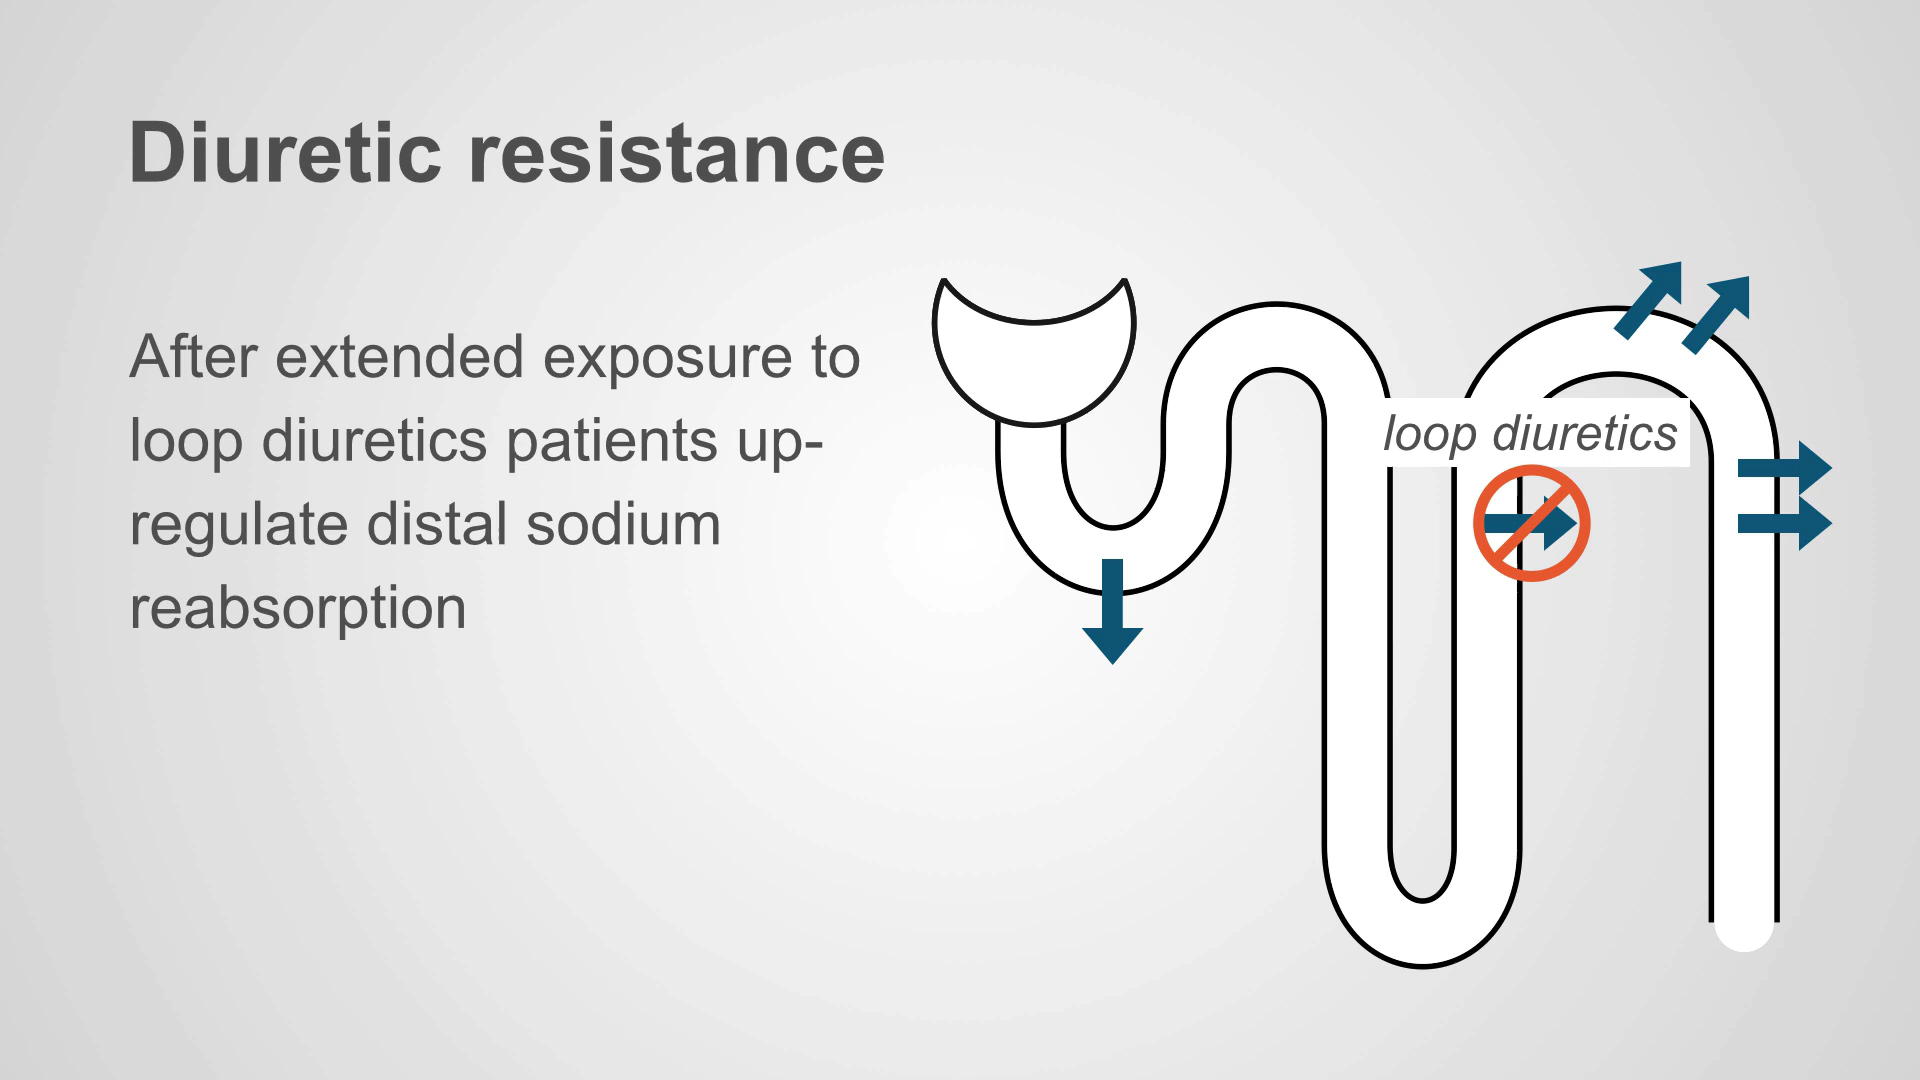 Diuretic resistance
After extended exposure to
loop diuretics patients up-
regulate distal sodium
reabsorption
loop diuretics